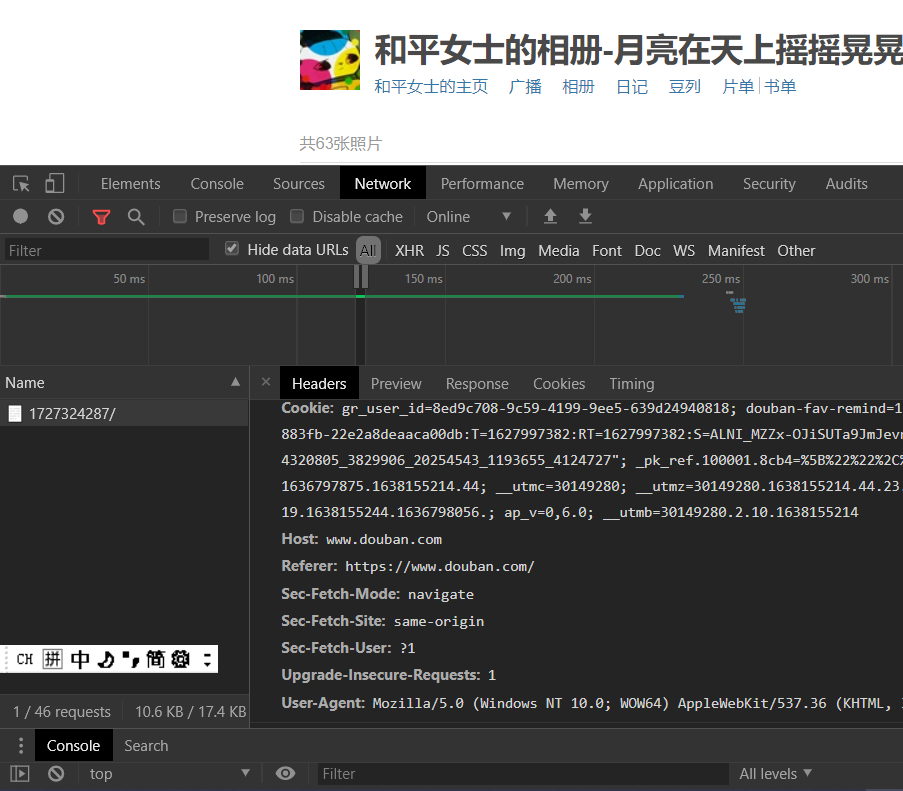 和平女士的相册-月亮在天上摇摇晃晃
和平女士的主页 广播 相册 日记 豆列 片单 书单
共63张照片
Elements Console Sources Network Performance Memory Application Security Audits
Preserve log Disable cache Online
Filter Hide data URLs All XHR JS CSS Img Media Font Doc WS Manifest Other
50 ms 100 ms 150 ms 200 ms 250 ms 300 ms
Name
Headers Preview Response Cookies Timing
1727324287/
Cookie: gr_user_id=8ed9c708-9c59-4199-9ee5-639d24940818; douban-fav-remind=1
883fb-22e2a8deaaca00db:T=1627997382:RT=1627997382:S=ALNI_MZZx-OJiSUTa9JmJevn
4320805_3829906_20254543_1193655_4124727"; _pk_ref.100001.8cb4=%5B%22%22%2C%
1636797875.1638155214.44; __utmc=30149280; __utmz=30149280.1638155214.44.23.
19.1638155244.1636798056.; ap_v=0,6.0; __utmb=30149280.2.10.1638155214
Host: www.douban.com
Referer: https://www.douban.com/
Sec-Fetch-Mode: navigate
Sec-Fetch-Site: same-origin
Sec-Fetch-User: ?1
Upgrade-Insecure-Requests: 1
User-Agent: Mozilla/5.0 (Windows NT 10.0; WOW64) AppleWebKit/537.36 (KHTML,
CH 拼 中 简
1 / 46 requests 10.6 KB / 17.4 KB
Console Search
top Filter All levels